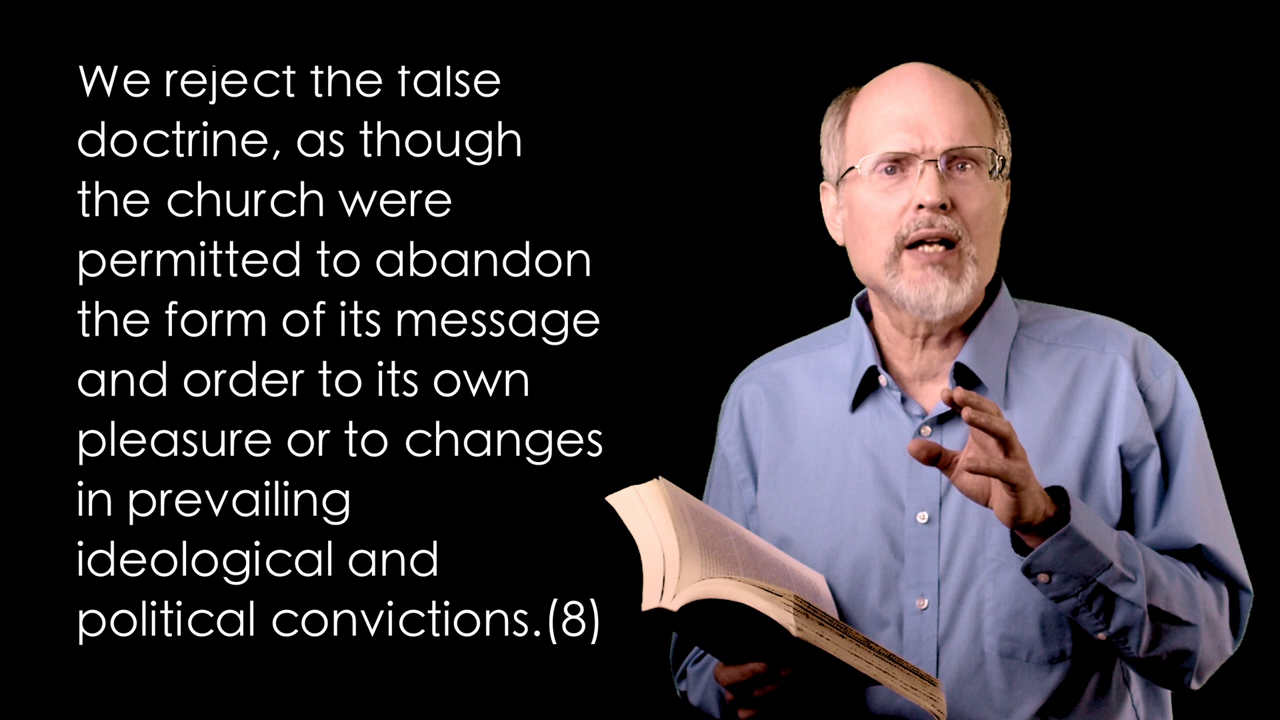 We reject the false
doctrine, as though
the church were
permitted to abandon
the form of its message
and order to its own
pleasure or to changes
in prevailing
ideological and
political convictions.(8)